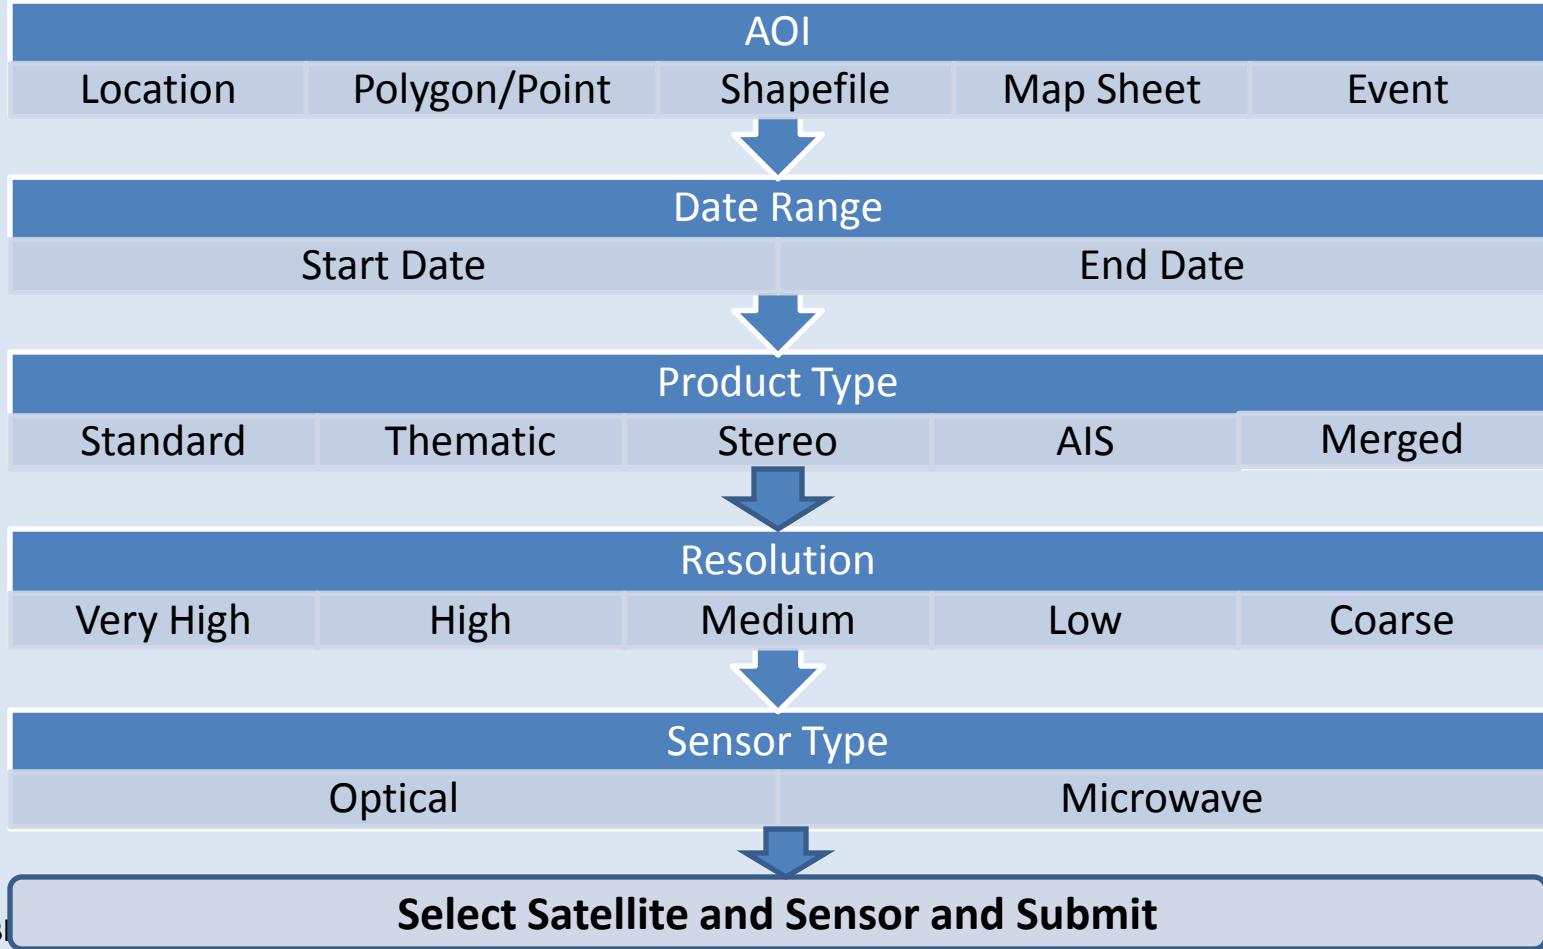 AOI
Location Polygon/Point Shapefile Map Sheet Event
Date Range
Start Date End Date
Product Type
Standard Thematic Stereo AIS Merged
Resolution
Very High High Medium Low Coarse
Sensor Type
Optical Microwave
Select Satellite and Sensor and Submit